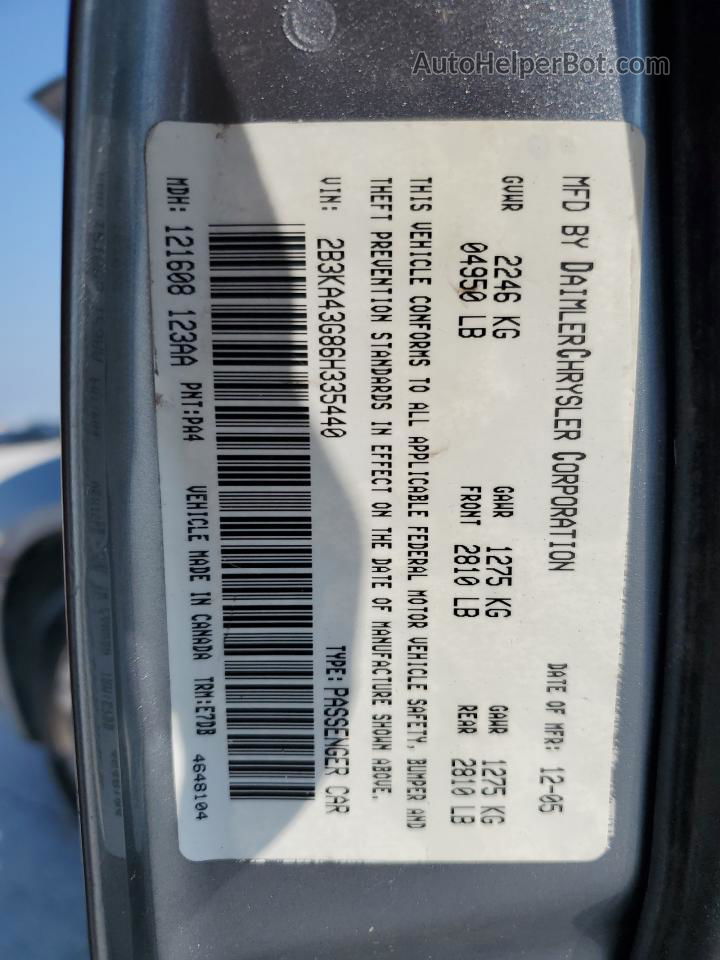 AutoHelperBot.com
MFD BY DAIMLERCHRYSLER CORPORATION DATE OF MFR: 12-05
GVWR 2246 KG GAWR 1275 KG GAWR 1275 KG
04950 LB FRONT 2810 LB REAR 2810 LB
THIS VEHICLE CONFORMS TO ALL APPLICABLE FEDERAL MOTOR VEHICLE SAFETY, BUMPER AND
THEFT PREVENTION STANDARDS IN EFFECT ON THE DATE OF MANUFACTURE SHOWN ABOVE.
VIN: 2B3KA43G86H335440 TYPE: PASSENGER CAR
MDH: 121608 123AA PNT: PA4 VEHICLE MADE IN CANADA TRM: E7DB
4648104